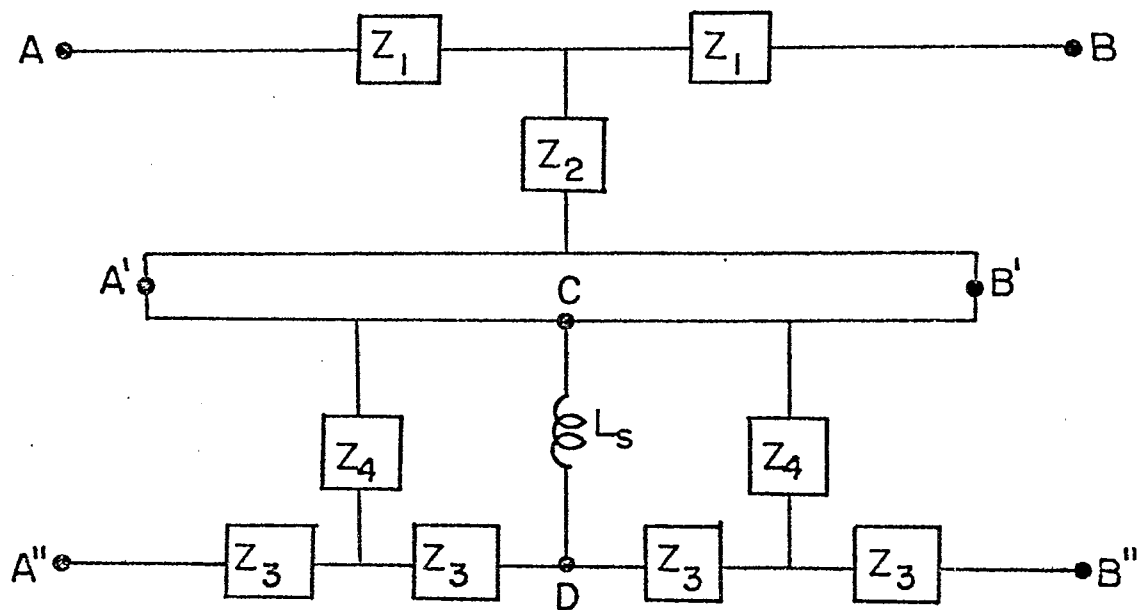 A Z₁ Z₁ B
Z₂
A' C B'
Z₄ Lₛ Z₄
A" Z₃ Z₃ D Z₃ Z₃ B"